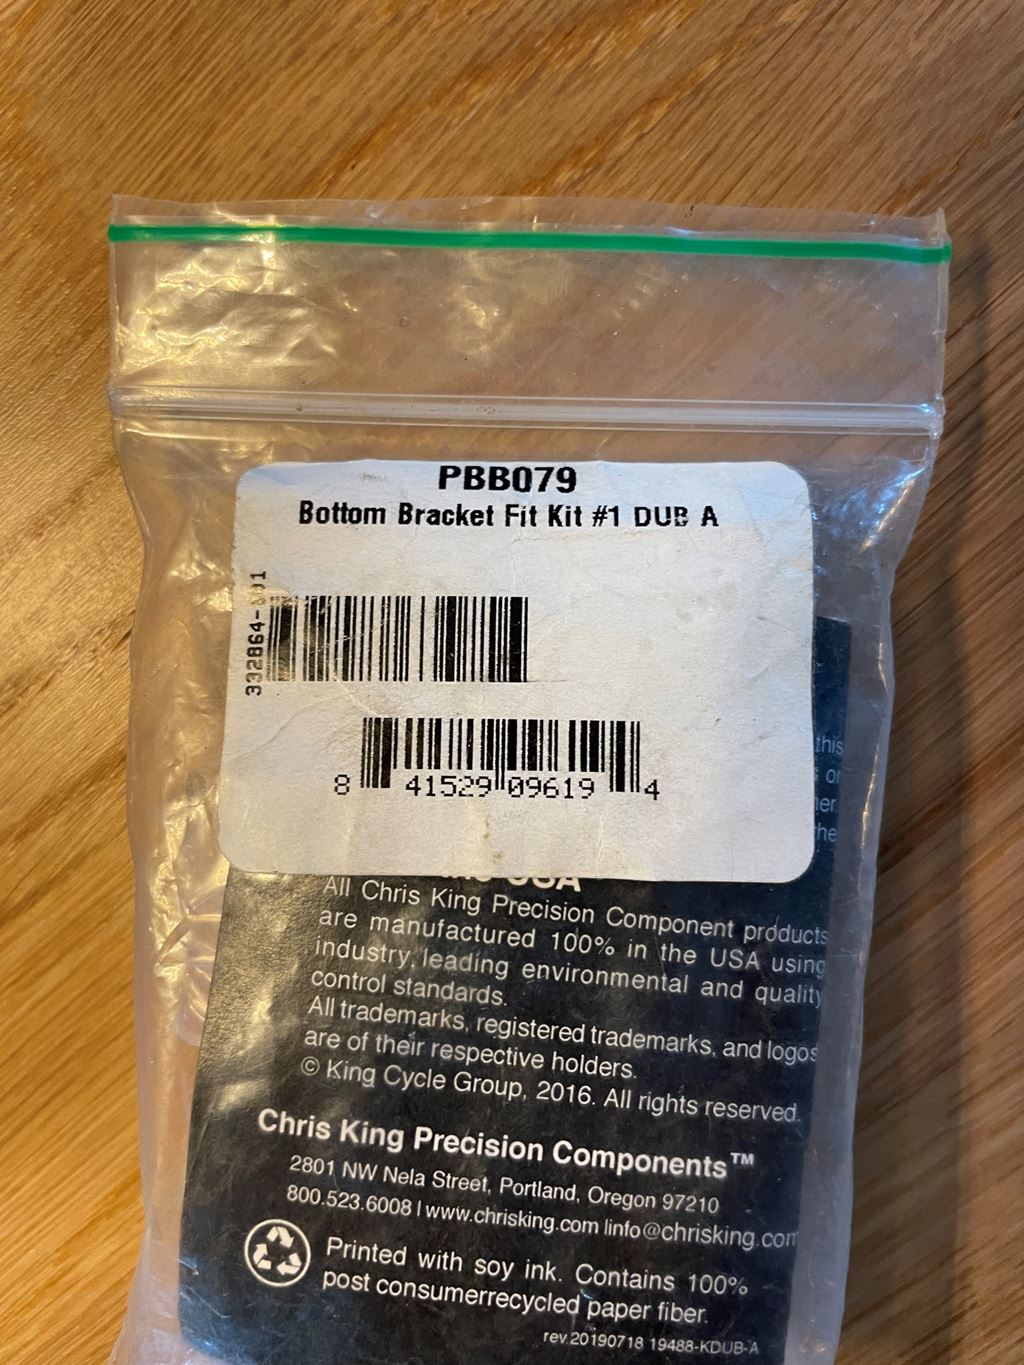 PBB079
Bottom Bracket Fit Kit #1 DUB A
8 41529 09619 4
this
or
the
USA
All Chris King Precision Component products
are manufactured 100% in the USA using
industry, leading environmental and quality
control standards.
All trademarks, registered trademarks, and logos
are of their respective holders.
© King Cycle Group, 2016. All rights reserved.
Chris King Precision Components™
2801 NW Nela Street, Portland, Oregon 97210
800.523.6008 | www.chrisking.com | info@chrisking.com
Printed with soy ink. Contains 100%
post consumerrecycled paper fiber.
rev.20190718 19488-KDUB-A